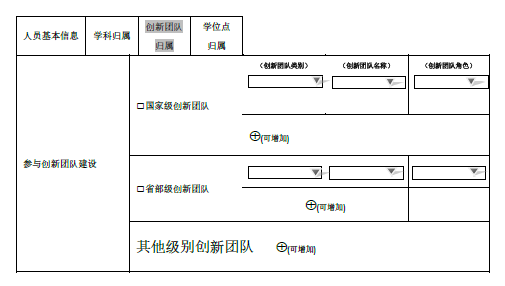 人员基本信息 学科归属 创新团队 学位点
归属 归属
（创新团队类别） （创新团队名称） （创新团队角色）
国家级创新团队
(可增加)
参与创新团队建设
省部级创新团队
(可增加)
其他级别创新团队 (可增加)